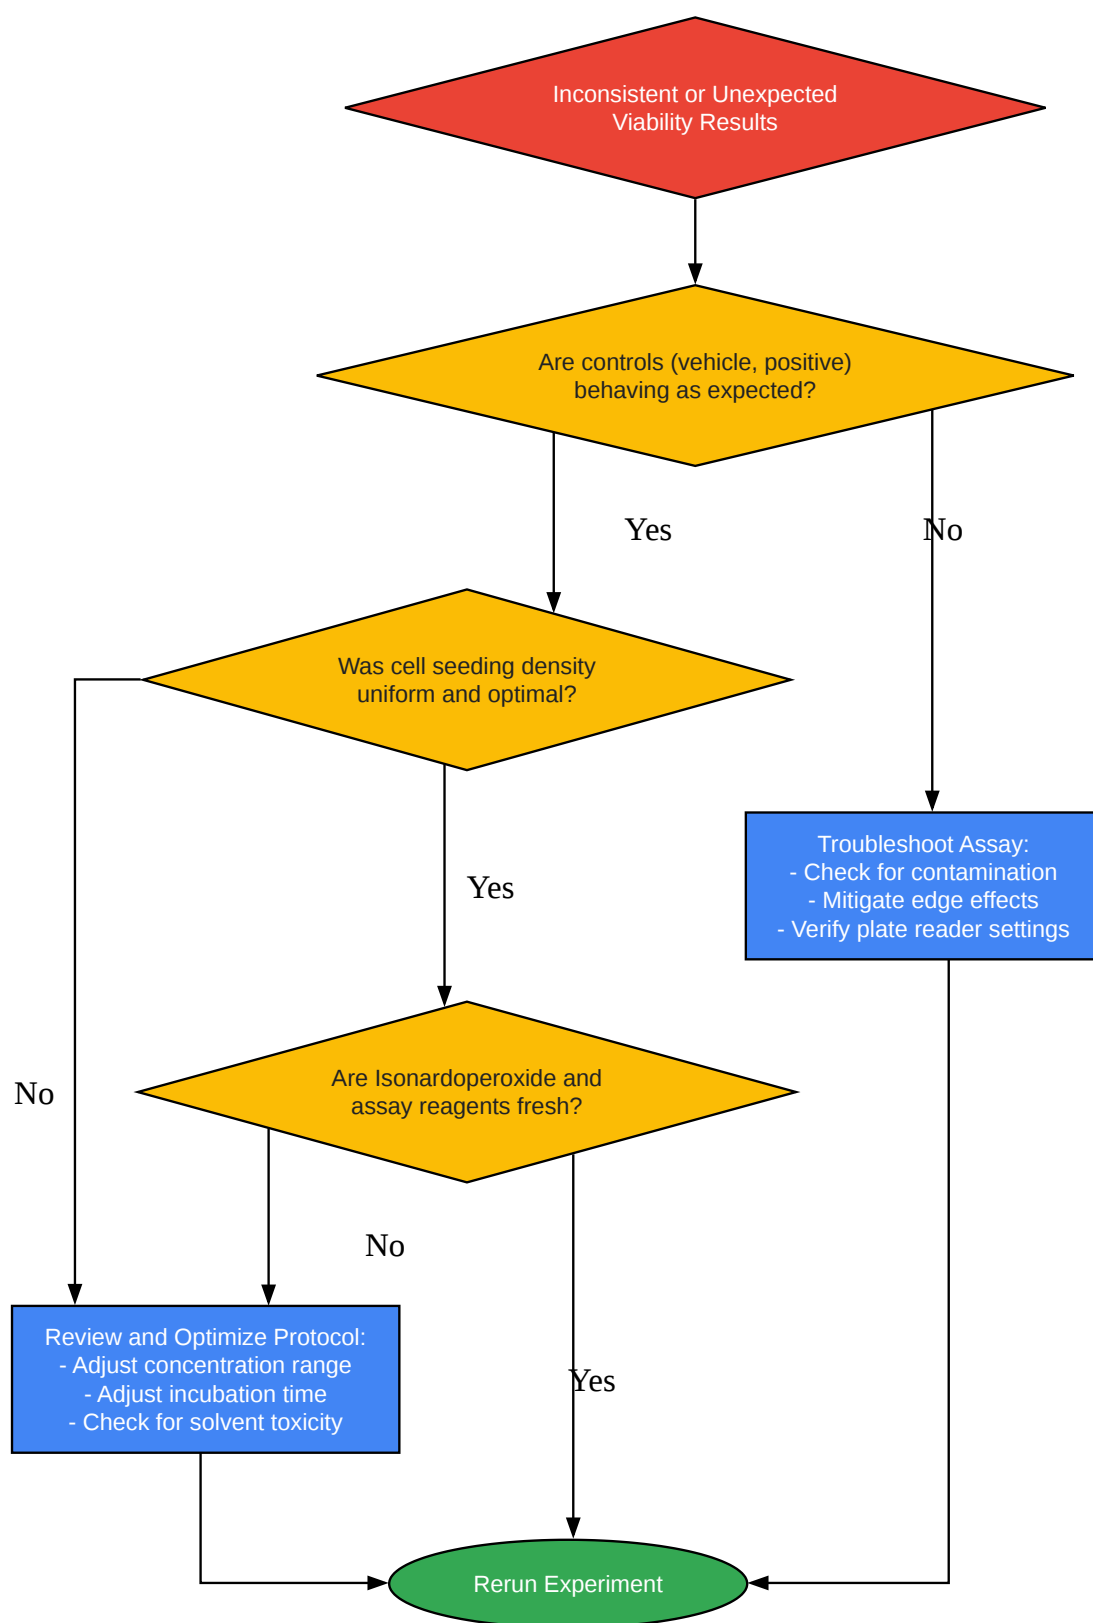 Inconsistent or Unexpected
Viability Results
Are controls (vehicle, positive)
behaving as expected?
Yes
No
Was cell seeding density
uniform and optimal?
Troubleshoot Assay:
- Check for contamination
- Mitigate edge effects
- Verify plate reader settings
Yes
Are Isonardoperoxide and
assay reagents fresh?
No
No
Review and Optimize Protocol:
- Adjust concentration range
- Adjust incubation time
- Check for solvent toxicity
Yes
Rerun Experiment